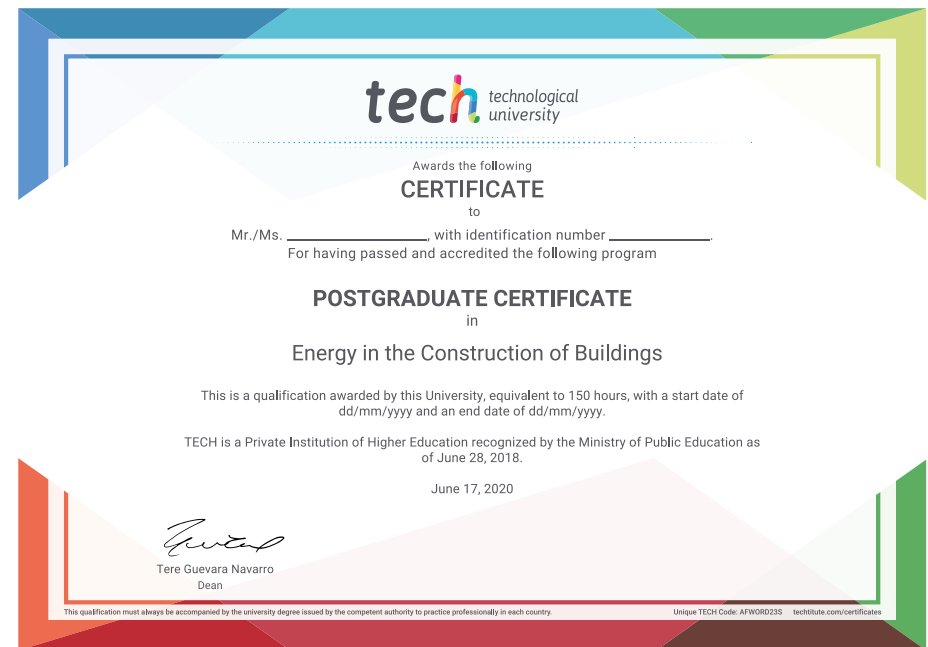 tech technological
university
Awards the following
CERTIFICATE
to
Mr./Ms. ____________________, with identification number ______________.
For having passed and accredited the following program
POSTGRADUATE CERTIFICATE
in
Energy in the Construction of Buildings
This is a qualification awarded by this University, equivalent to 150 hours, with a start date of
dd/mm/yyyy and an end date of dd/mm/yyyy.
TECH is a Private Institution of Higher Education recognized by the Ministry of Public Education as
of June 28, 2018.
June 17, 2020
Tere Guevara Navarro
Dean
This qualification must always be accompanied by the university degree issued by the competent authority to practice professionally in each country.
Unique TECH Code: AFWORD23S techtitute.com/certificates